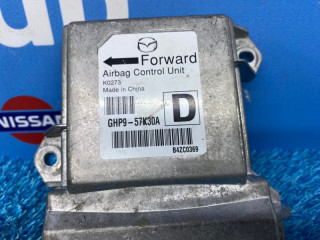 Forward
Airbag Control Unit
K0273
Made in China
D
GHP9-57K30A
B4ZC0369
NISSAN